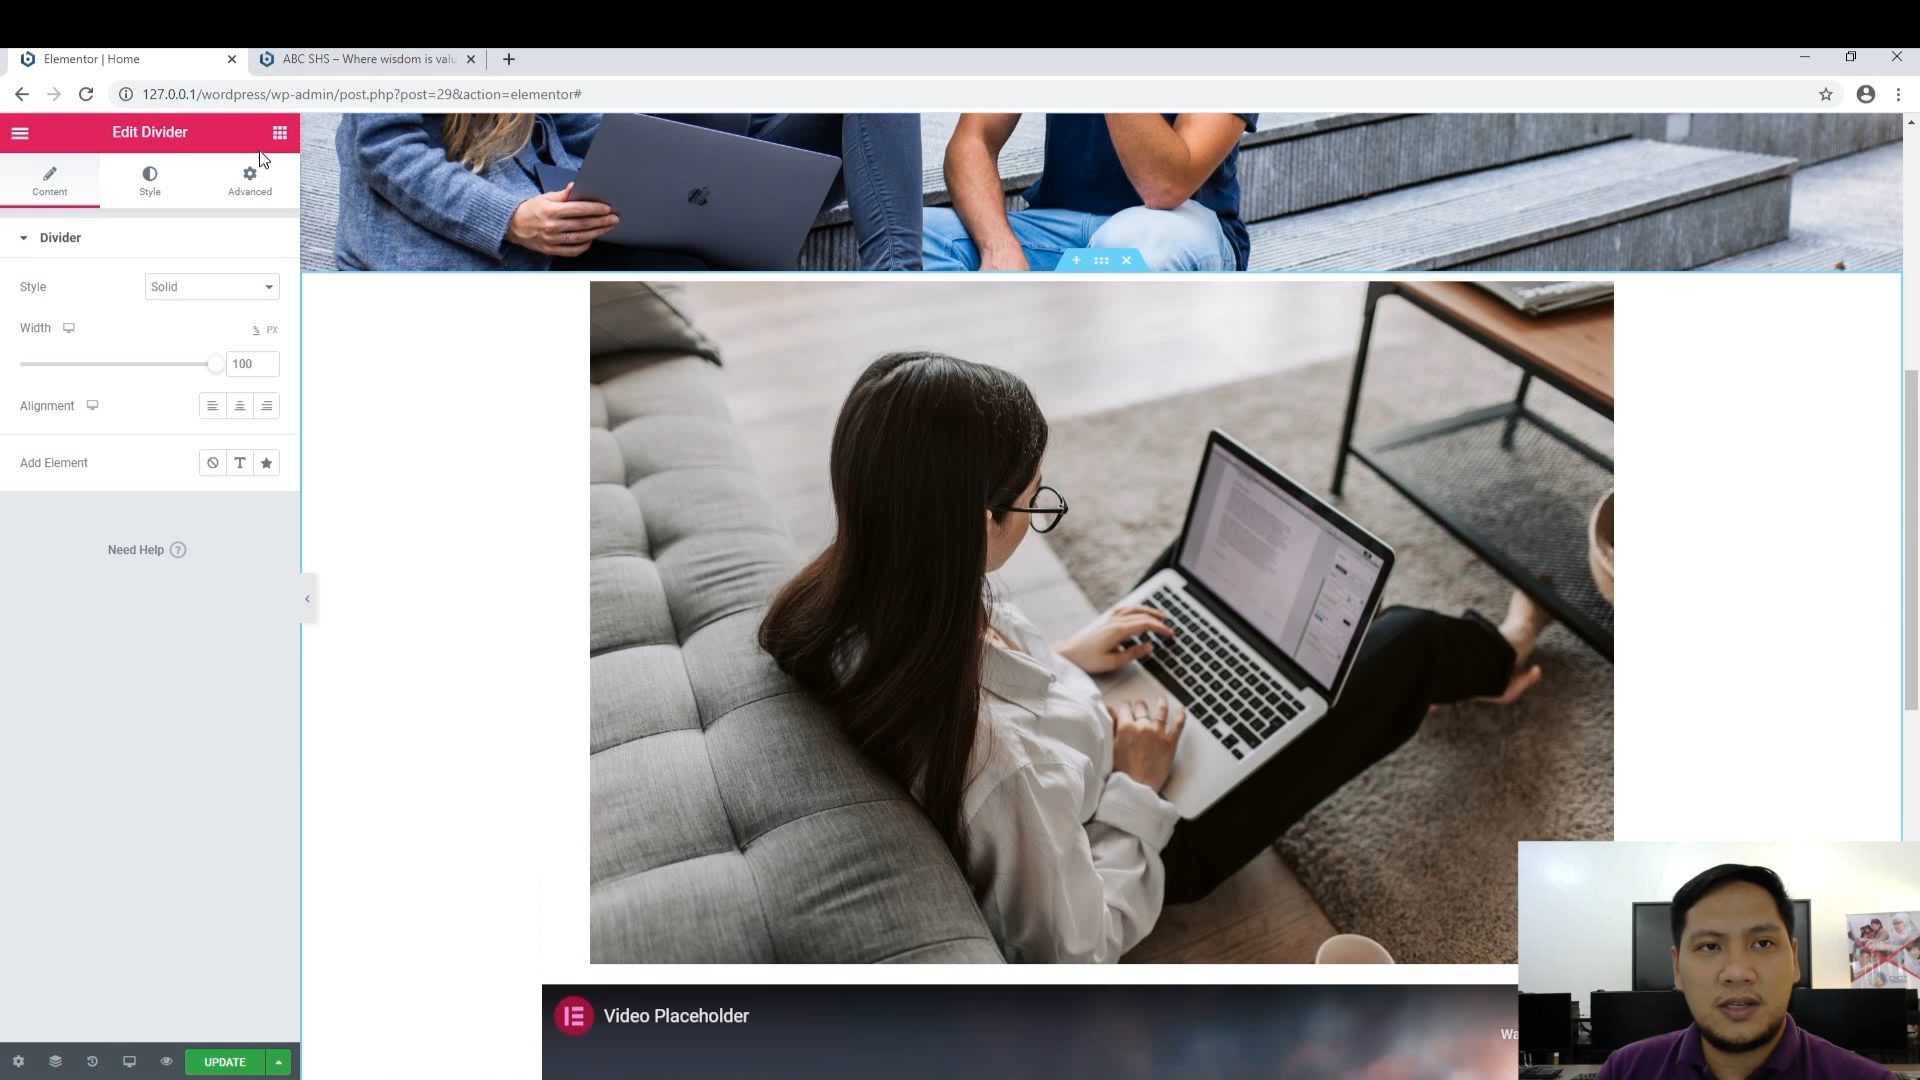 Elementor | Home
ABC SHS – Where wisdom is valu
127.0.0.1/wordpress/wp-admin/post.php?post=29&action=elementor#
Edit Divider
Content
Style
Advanced
Divider
Style
Solid
Width
% PX
100
Alignment
Add Element
T
Need Help ?
Video Placeholder
Wa
UPDATE